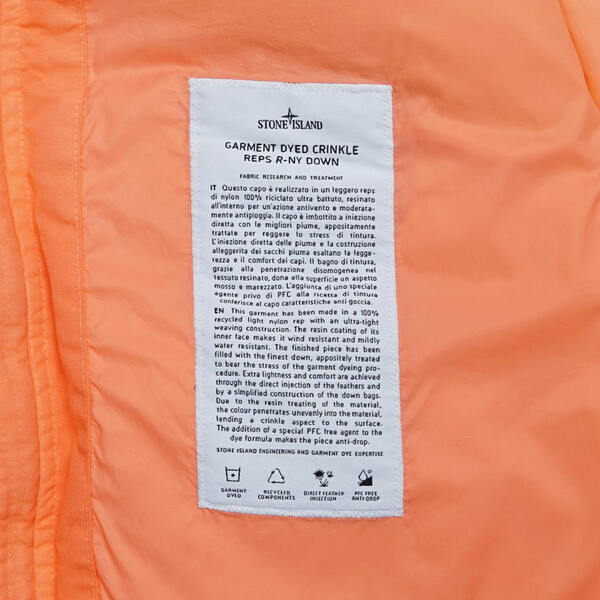 STONE ISLAND
GARMENT DYED CRINKLE
REPS R-NY DOWN
FABRIC RESEARCH AND TREATMENT
IT Questo capo è realizzato in un leggero reps
di nylon 100% riciclato ultra battuto, resinato
all'interno per un'azione antivento e moderata-
mente antipioggia. Il capo è imbottito a iniezione
diretta con le migliori piume, appositamente
trattate per reggere lo stress di tintura.
L'iniezione diretta delle piume e la costruzione
alleggerita dei sacchi piuma esaltano la legge-
rezza e il comfort dei capi. Il bagno di tintura,
grazie alla penetrazione disomogenea nel
tessuto resinato, dona alla superficie un aspetto
mosso e marezzato. L'aggiunta di uno speciale
agente privo di PFC alla ricetta di tintura
conferisce al capo caratteristiche anti goccia.
EN This garment has been made in a 100%
recycled light nylon rep with an ultra-tight
weaving construction. The resin coating of its
inner face makes it wind resistant and mildly
water resistant. The finished piece has been
filled with the finest down, appositely treated
to bear the stress of the garment dyeing pro-
cedure. Extra lightness and comfort are achieved
through the direct injection of the feathers and
by a simplified construction of the down bags.
Due to the resin treating of the material,
the colour penetrates unevenly into the material,
lending a crinkle aspect to the surface.
The addition of a special PFC free agent to the
dye formula makes the piece anti-drop.
STONE ISLAND ENGINEERING AND GARMENT DYE EXPERTISE
GARMENT DYED
RECYCLED COMPONENTS
DIRECT FEATHER INJECTION
PFC FREE ANTI-DROP